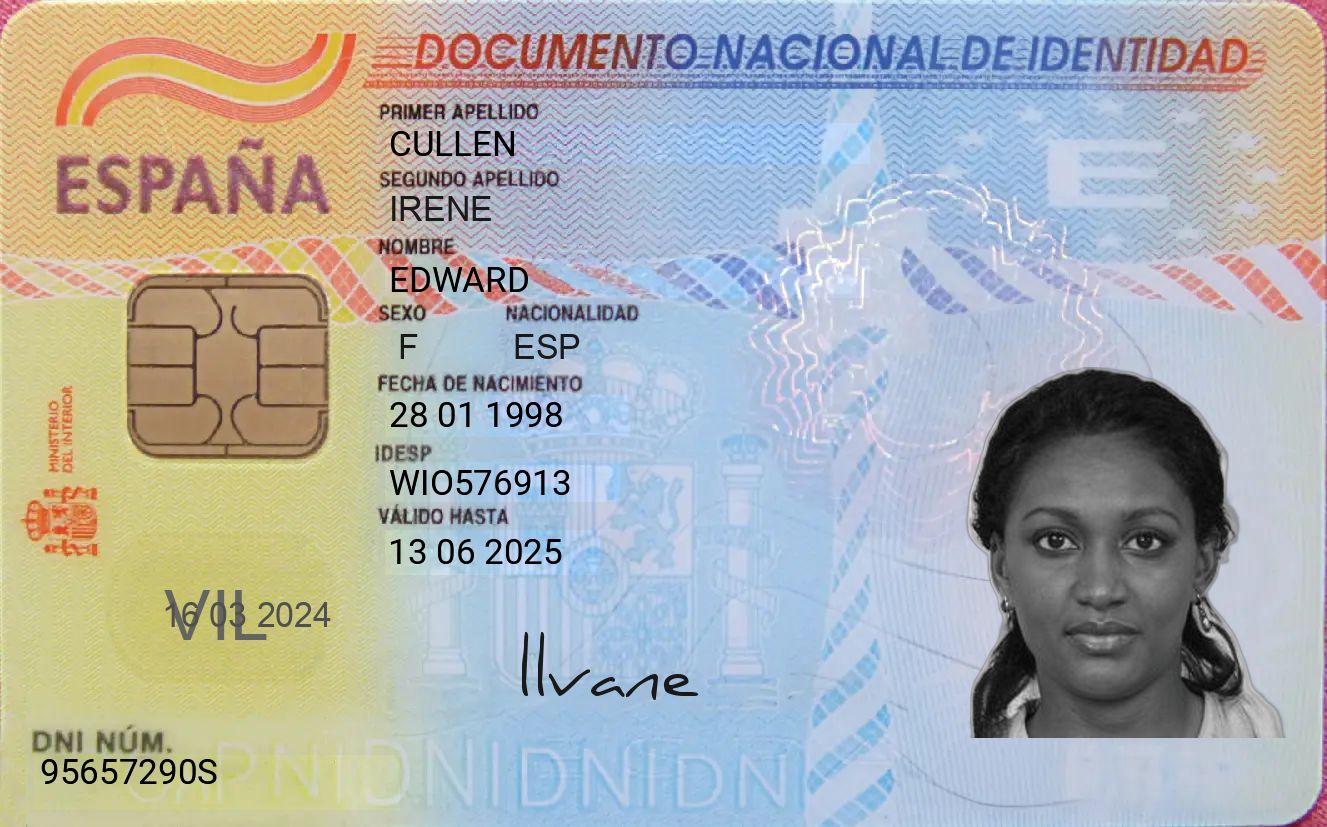 DOCUMENTO NACIONAL DE IDENTIDAD
ESPAÑA
PRIMER APELLIDO
CULLEN
SEGUNDO APELLIDO
IRENE
NOMBRE
EDWARD
SEXO NACIONALIDAD
F ESP
FECHA DE NACIMIENTO
28 01 1998
IDESP
WIO576913
VÁLIDO HASTA
13 06 2025
MINISTERIO
DEL INTERIOR
E
VIL
16 03 2024
DNI NÚM.
95657290S
DNIDNIDNIDN